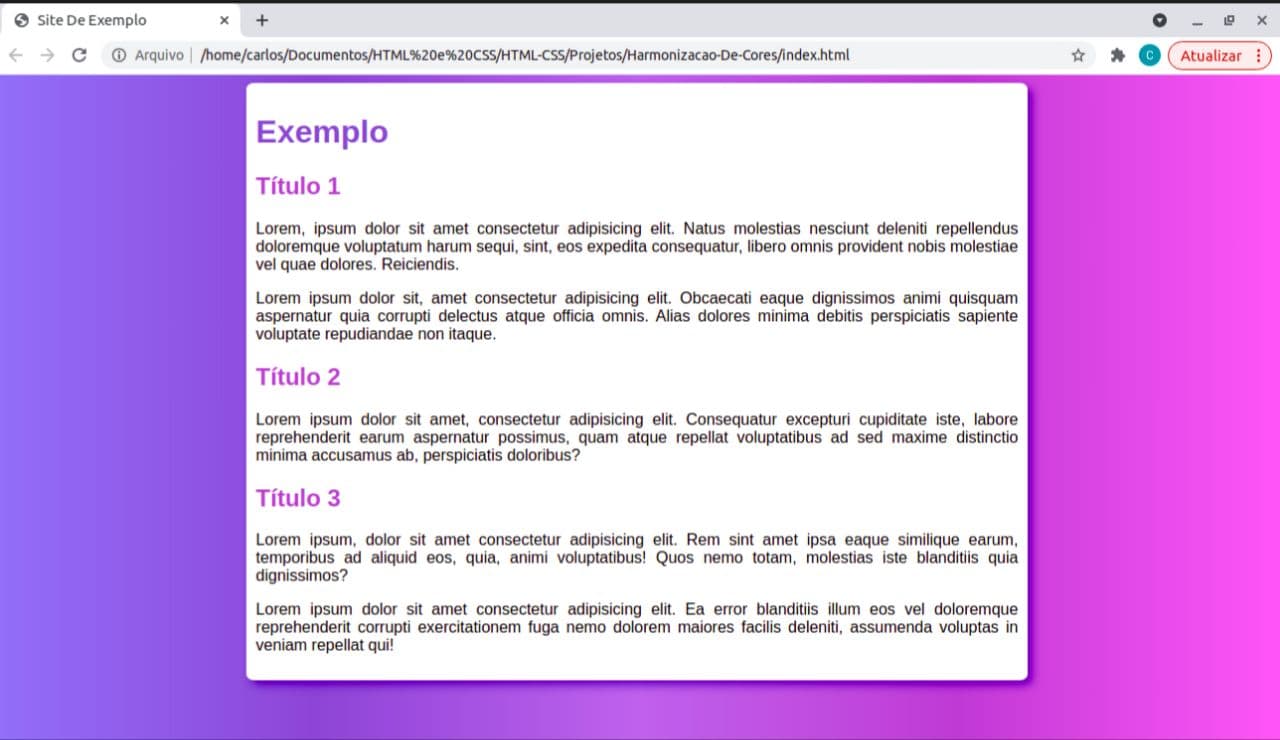 Site De Exemplo
Arquivo /home/carlos/Documentos/HTML%20e%20CSS/HTML-CSS/Projetos/Harmonizacao-De-Cores/index.html
C
Atualizar
Exemplo
Título 1
Lorem, ipsum dolor sit amet consectetur adipisicing elit. Natus molestias nesciunt deleniti repellendus
doloremque voluptatum harum sequi, sint, eos expedita consequatur, libero omnis provident nobis molestiae
vel quae dolores. Reiciendis.
Lorem ipsum dolor sit, amet consectetur adipisicing elit. Obcaecati eaque dignissimos animi quisquam
aspernatur quia corrupti delectus atque officia omnis. Alias dolores minima debitis perspiciatis sapiente
voluptate repudiandae non itaque.
Título 2
Lorem ipsum dolor sit amet, consectetur adipisicing elit. Consequatur excepturi cupiditate iste, labore
reprehenderit earum aspernatur possimus, quam atque repellat voluptatibus ad sed maxime distinctio
minima accusamus ab, perspiciatis doloribus?
Título 3
Lorem ipsum, dolor sit amet consectetur adipisicing elit. Rem sint amet ipsa eaque similique earum,
temporibus ad aliquid eos, quia, animi voluptatibus! Quos nemo totam, molestias iste blanditiis quia
dignissimos?
Lorem ipsum dolor sit amet consectetur adipisicing elit. Ea error blanditiis illum eos vel doloremque
reprehenderit corrupti exercitationem fuga nemo dolorem maiores facilis deleniti, assumenda voluptas in
veniam repellat qui!